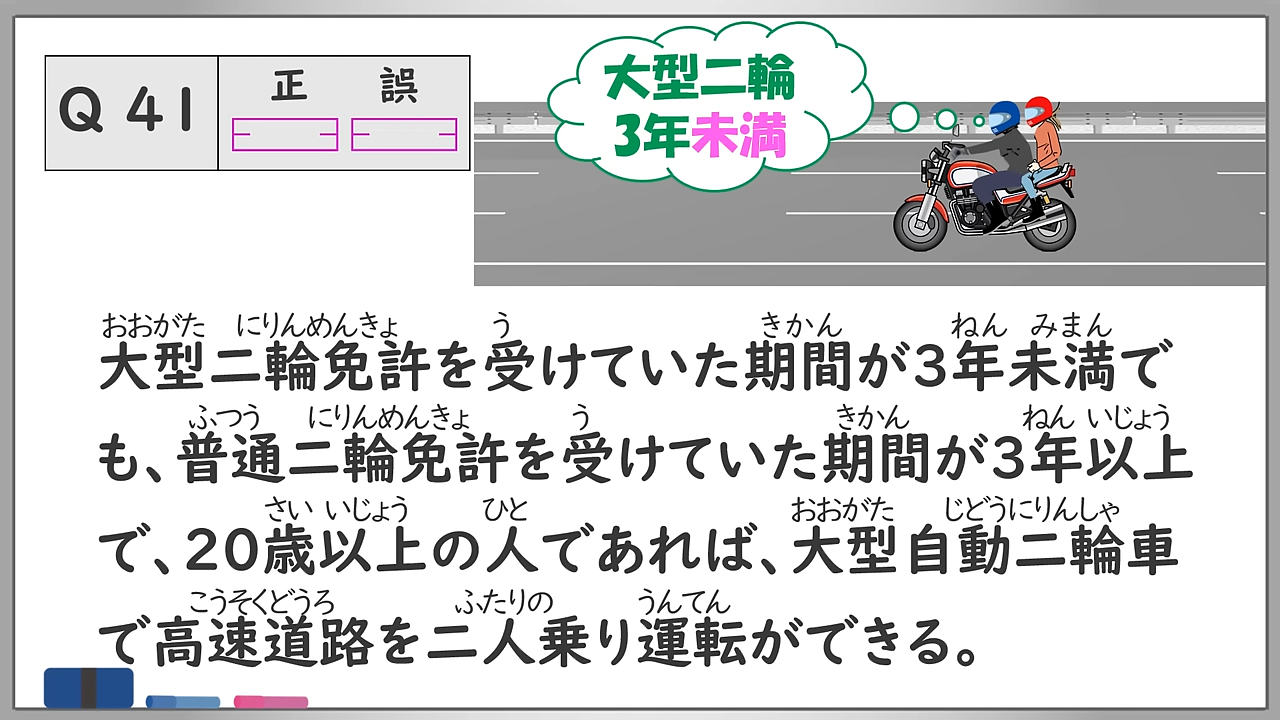 Q 41
正 誤
大型二輪
3年未満
おおがた にりんめんきょ う きかん ねん みまん
大型二輪免許を受けていた期間が3年未満で
ふつう にりんめんきょ う きかん ねん いじょう
も、普通二輪免許を受けていた期間が3年以上
さい いじょう ひと おおがた じどうにりんしゃ
で、20歳以上の人であれば、大型自動二輪車
こうそくどうろ ふたりの うんてん
で高速道路を二人乗り運転ができる。